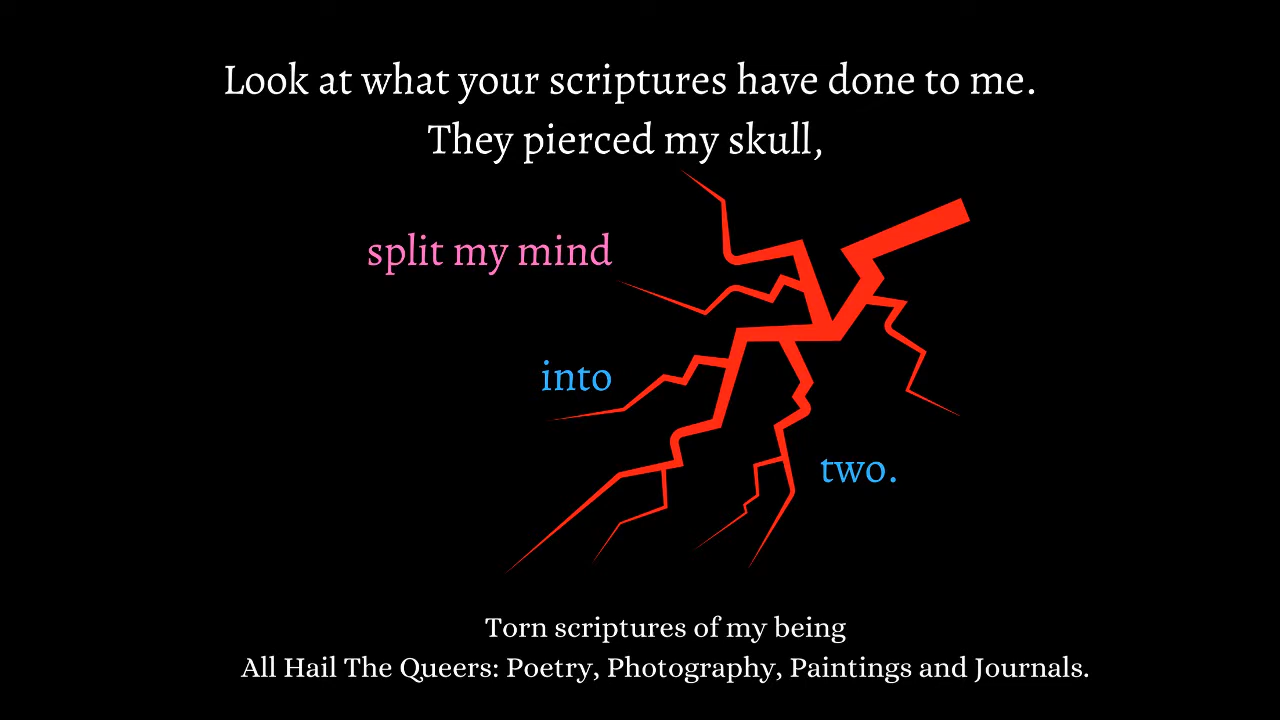 Look at what your scriptures have done to me.
They pierced my skull,
split my mind
into
two.
Torn scriptures of my being
All Hail The Queers: Poetry, Photography, Paintings and Journals.